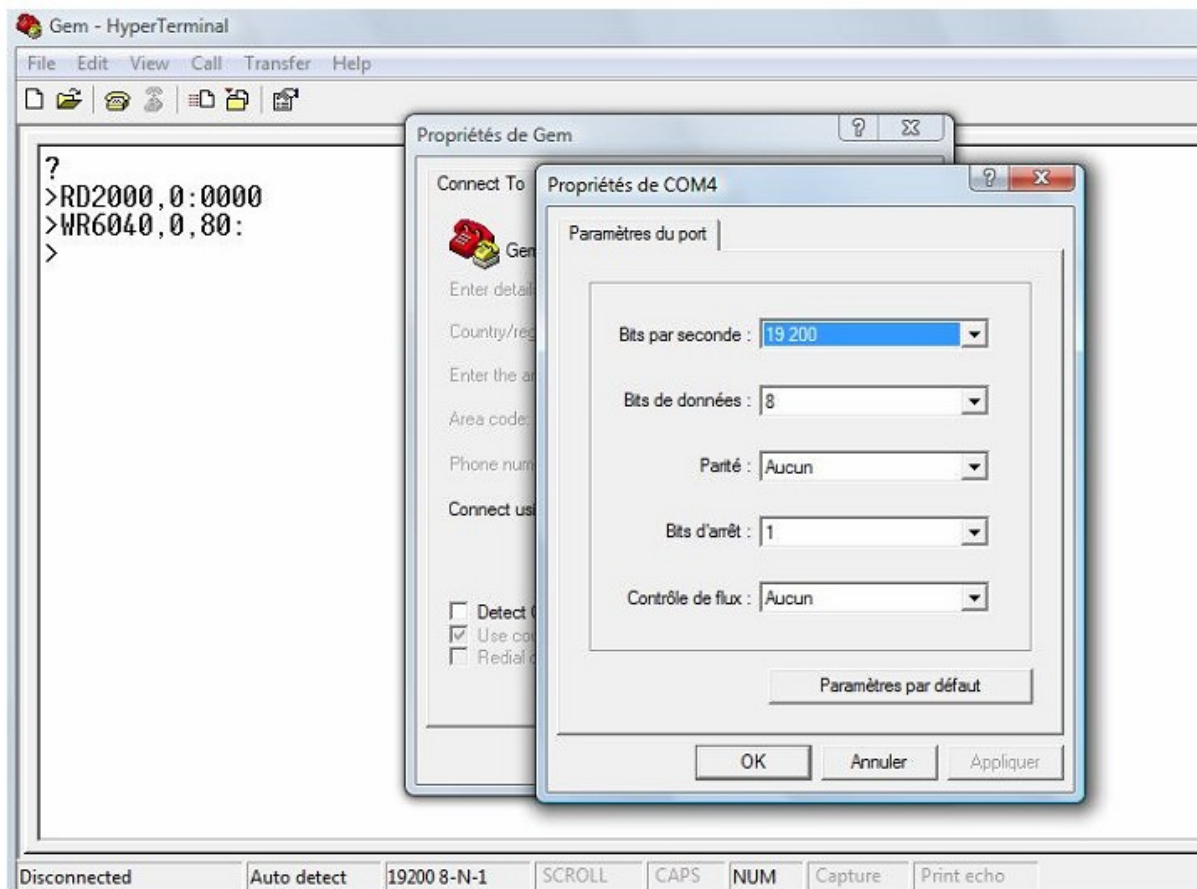 Gem - HyperTerminal
File Edit View Call Transfer Help
?
>RD2000,0:0000
>WR6040,0,80:
>
Propriétés de Gem
Connect To
Gem
Enter detail
Country/reg
Enter the ar
Area code:
Phone num
Connect usi
Detect C
Use cou
Redial o
Propriétés de COM4
Paramètres du port
Bits par seconde : 19 200
Bits de données : 8
Parité : Aucun
Bits d'arrêt : 1
Contrôle de flux : Aucun
Paramètres par défaut
OK Annuler Appliquer
Disconnected Auto detect 19200 8-N-1 SCROLL CAPS NUM Capture Print echo